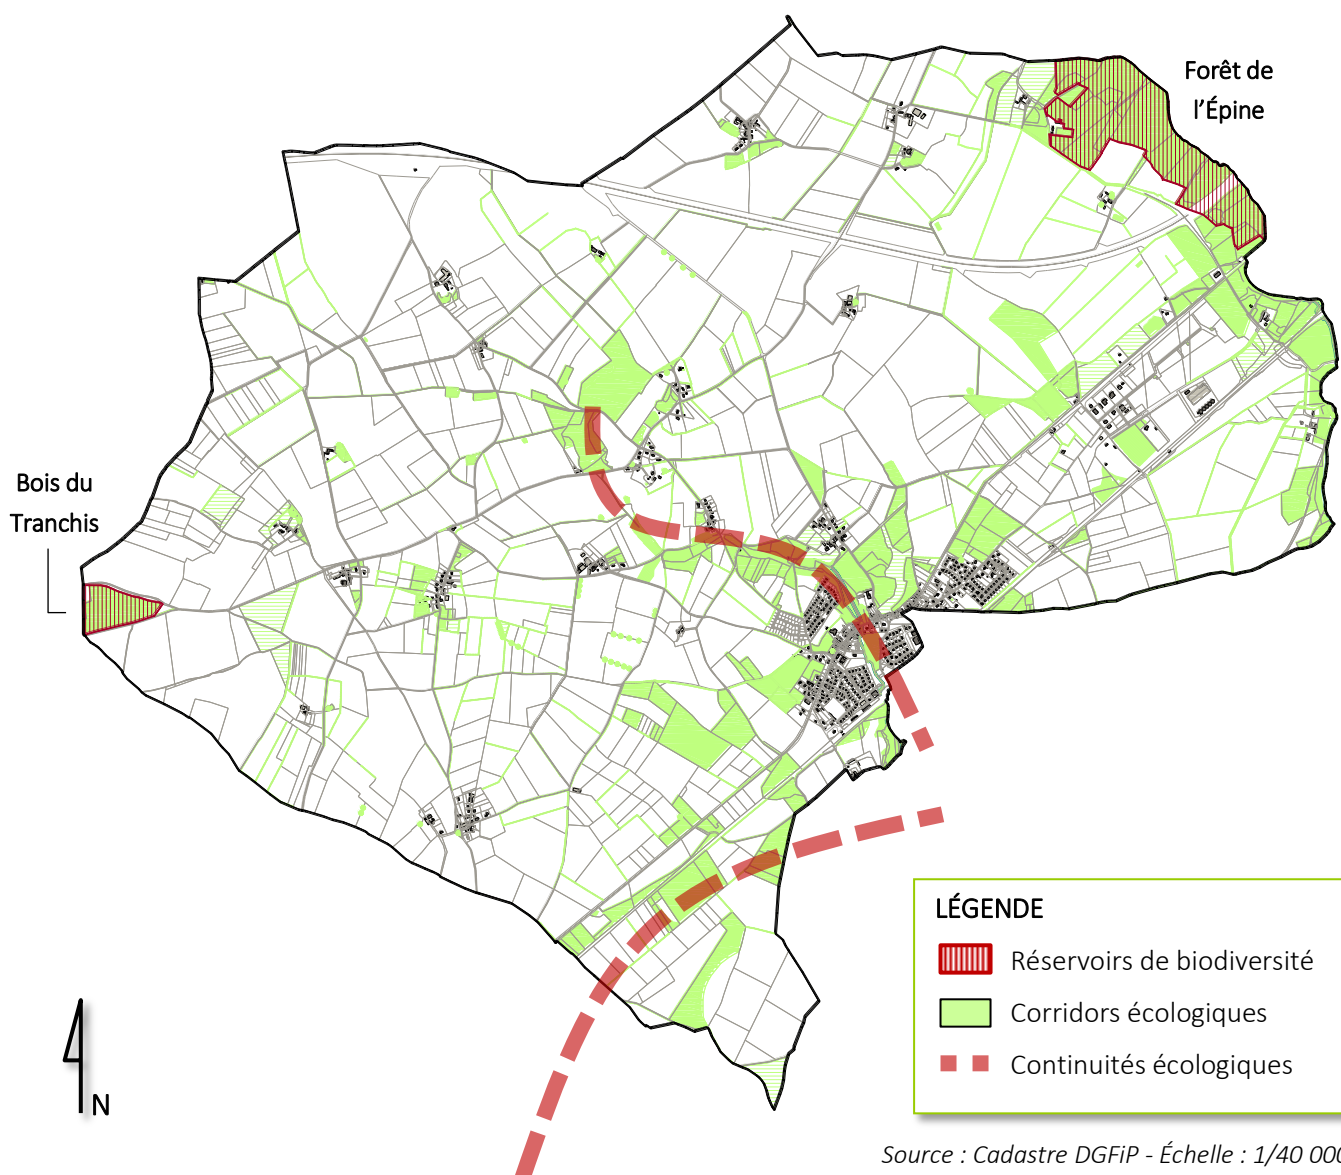 Forêt de
l'Épine
Bois du
Tranchis
LÉGENDE
Réservoirs de biodiversité
Corridors écologiques
Continuités écologiques
N
Source : Cadastre DGFiP - Échelle : 1/40 000